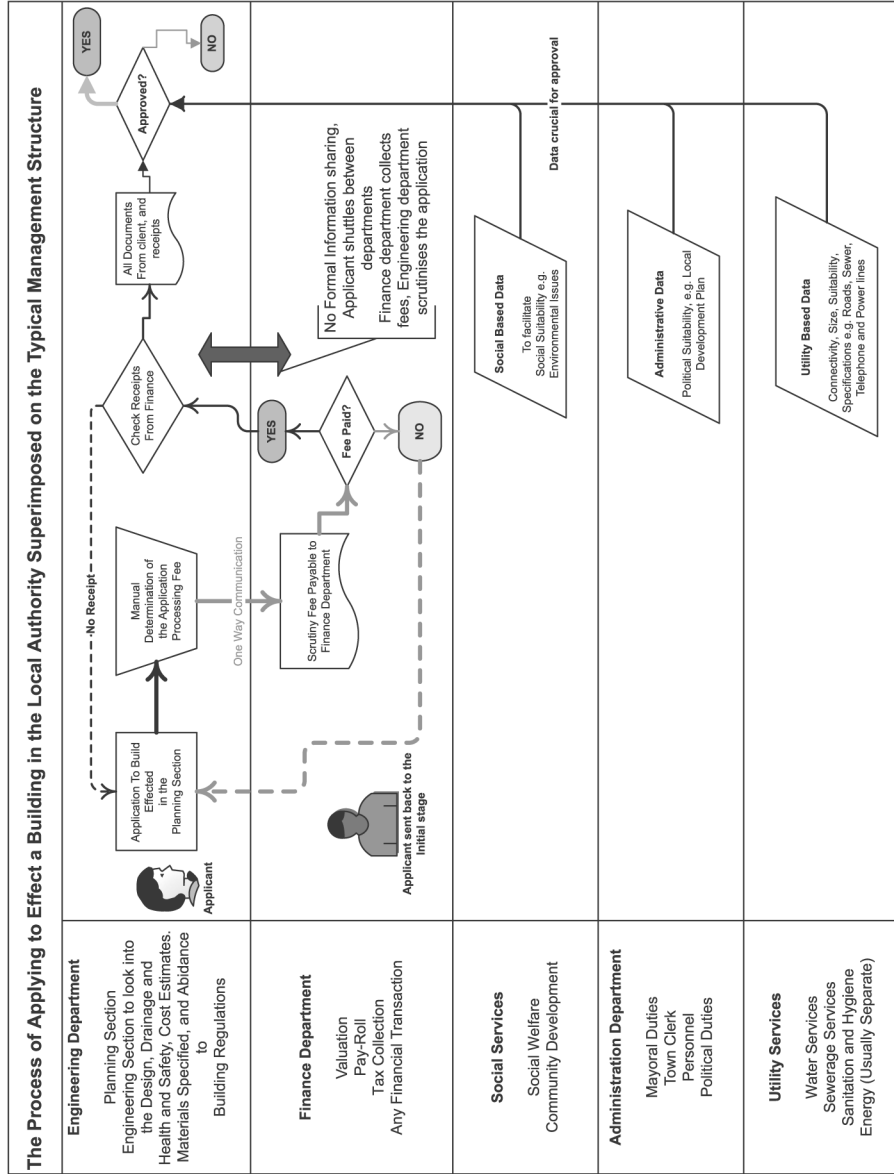 The Process of Applying to Effect a Building in the Local Authority Superimposed on the Typical Management Structure
Engineering Department
Planning Section
Engineering Section to look into
the Design, Drainage and
Health and Safety, Cost Estimates.
Materials Specified, and Abidance
to
Building Regulations
Applicant
Application To Build
Effected
in the
Planning Section
No Receipt
Manual
Determination of
the Application
Processing Fee
Check Receipts
From Finance
All Documents
From client, and
receipts
Approved?
YES
NO
Finance Department
Valuation
Pay-Roll
Tax Collection
Any Financial Transaction
Applicant sent back to the
Initial stage
One Way Communication
Scrutiny Fee Payable to
Finance Department
Fee Paid?
YES
NO
No Formal Information sharing,
Applicant shuttles between
departments
Finance department collects
fees, Engineering department
scrutinises the application
Social Services
Social Welfare
Community Development
Social Based Data
To facilitate
Social Suitability e.g.
Environmental Issues
Data crucial for approval
Administration Department
Mayoral Duties
Town Clerk
Personnel
Political Duties
Administrative Data
Political Suitability, e.g. Local
Development Plan
Utility Services
Water Services
Sewerage Services
Sanitation and Hygiene
Energy (Usually Separate)
Utility Based Data
Connectivity, Size, Suitability,
Specifications e.g. Roads, Sewer,
Telephone and Power lines